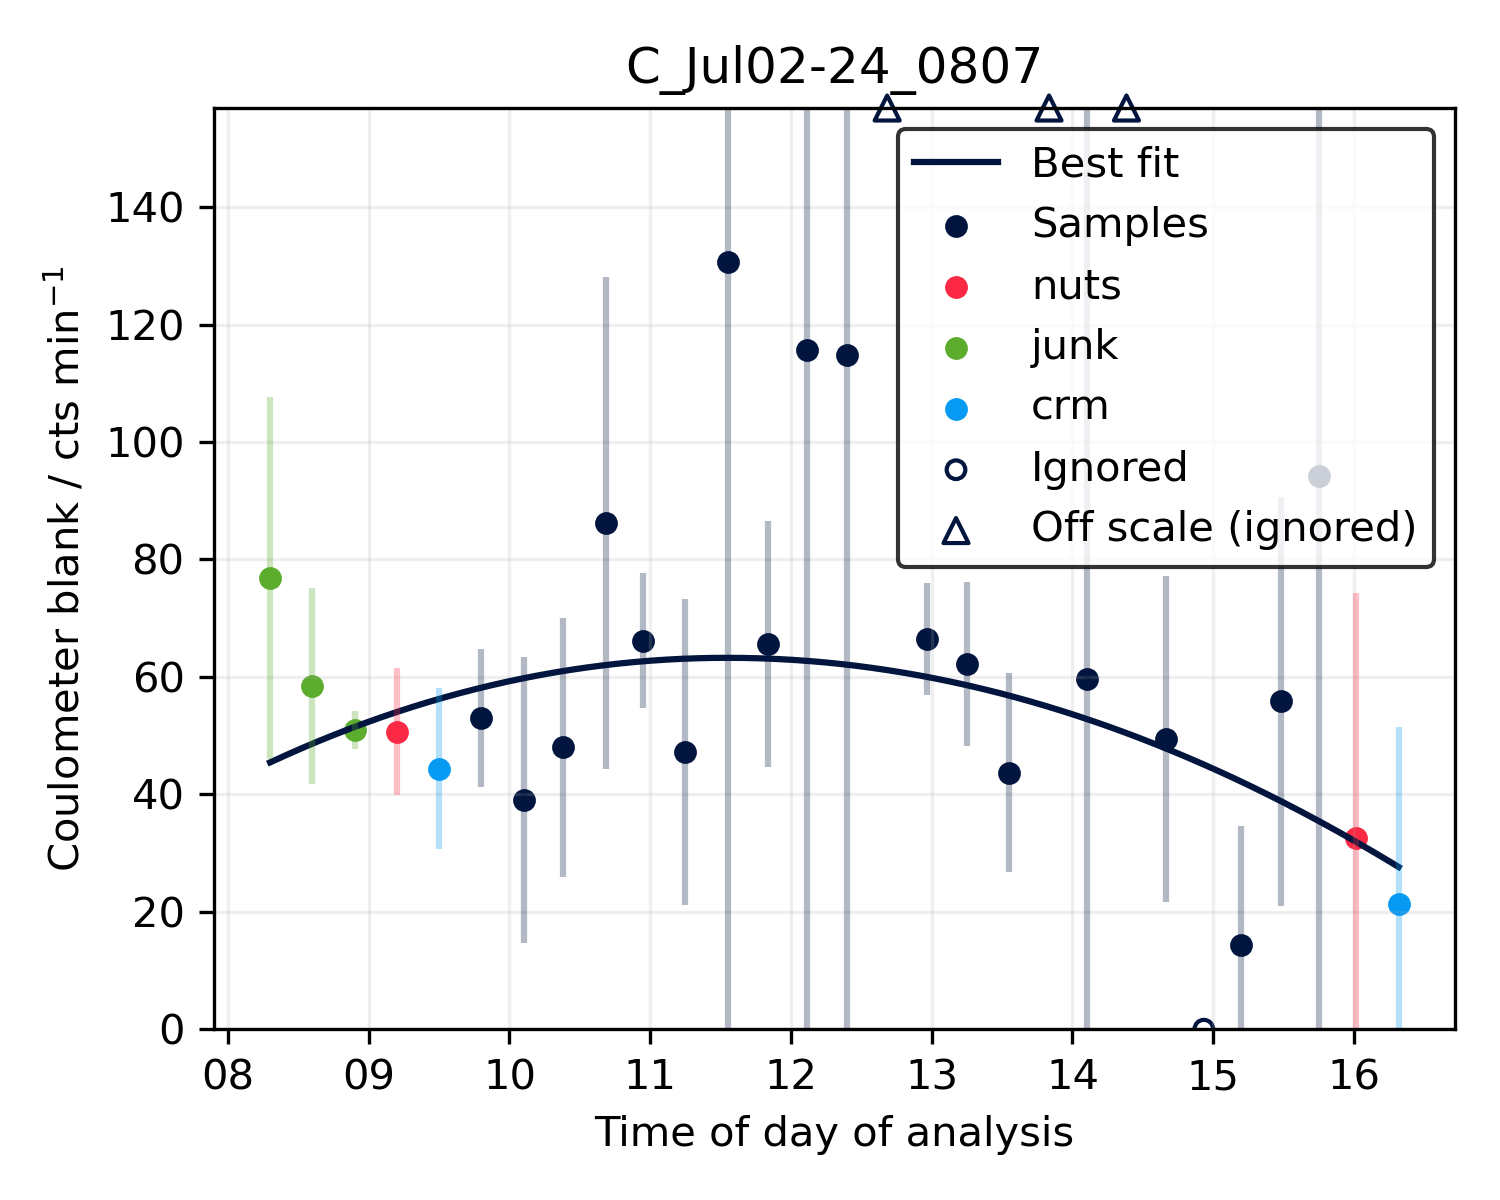 C_Jul02-24_0807
Coulometer blank / cts min⁻¹
140
120
100
80
60
40
20
0
Best fit
Samples
nuts
junk
crm
Ignored
Off scale (ignored)
08 09 10 11 12 13 14 15 16
Time of day of analysis